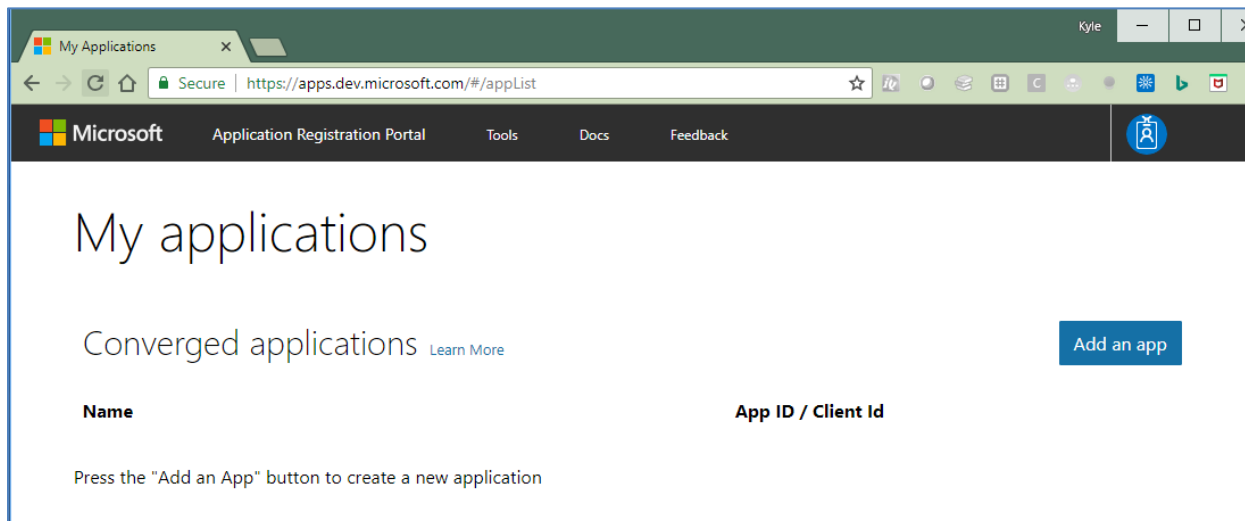 Kyle
My Applications
Secure | https://apps.dev.microsoft.com/#/appList
Microsoft Application Registration Portal Tools Docs Feedback
My applications
Converged applications Learn More
Add an app
Name App ID / Client Id
Press the "Add an App" button to create a new application